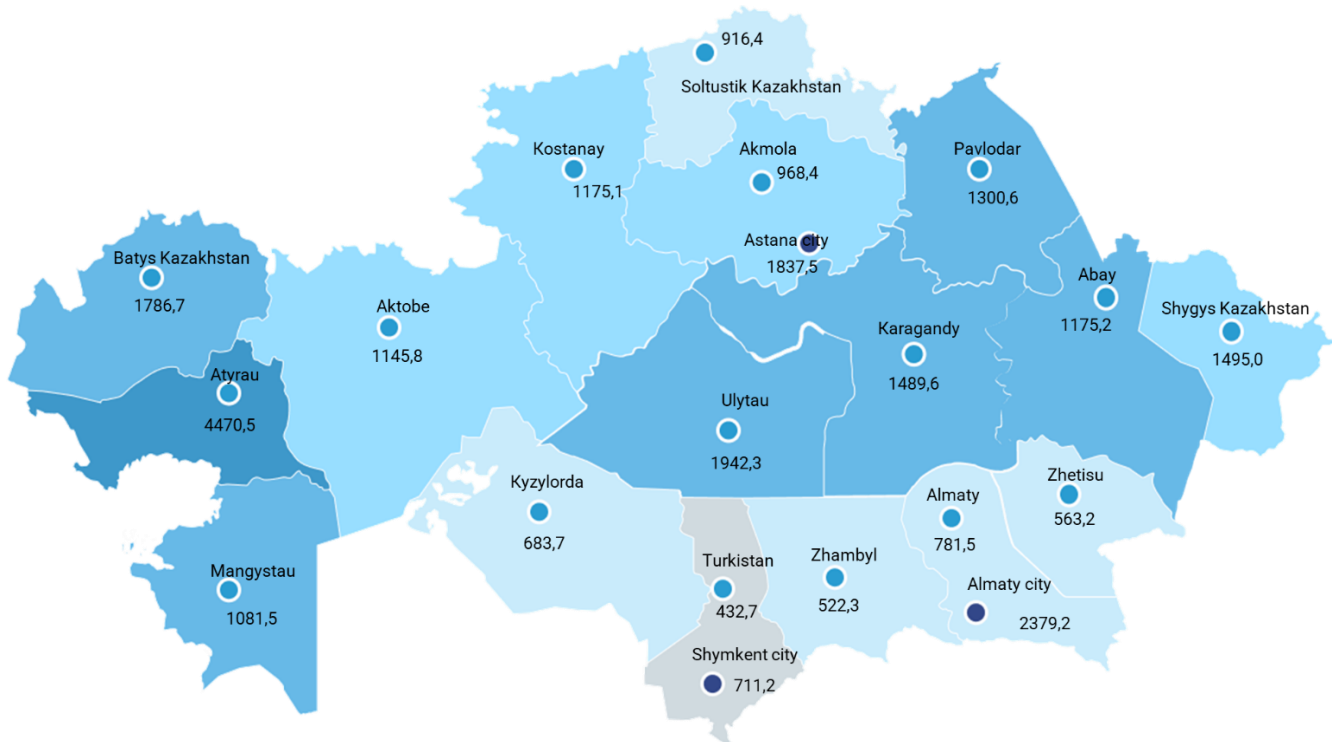 916,4
Soltustik Kazakhstan
Kostanay
1175,1
Akmola
968,4
Pavlodar
1300,6
Astana city
1837,5
Batys Kazakhstan
1786,7
Aktobe
1145,8
Abay
1175,2
Shygys Kazakhstan
1495,0
Karagandy
1489,6
Atyrau
4470,5
Ulytau
1942,3
Kyzylorda
683,7
Almaty
781,5
Zhetisu
563,2
Mangystau
1081,5
Turkistan
432,7
Zhambyl
522,3
Almaty city
2379,2
Shymkent city
711,2